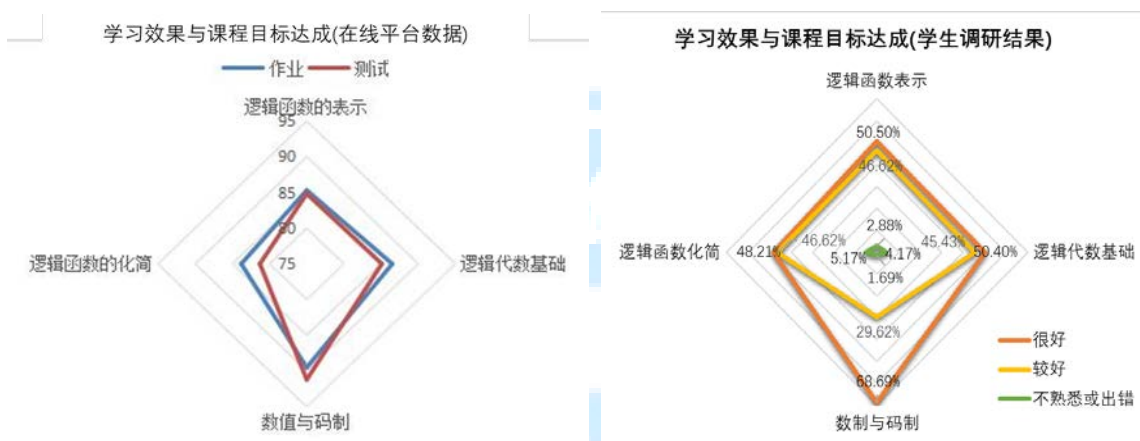 学习效果与课程目标达成(在线平台数据)
作业
测试
逻辑函数的表示
95
90
85
80
75
逻辑函数的化简
逻辑代数基础
数值与码制
学习效果与课程目标达成(学生调研结果)
逻辑函数表示
50.50%
46.62%
2.88%
逻辑函数化简
48.21%
46.62%
5.17%
4.17%
45.43%
50.40%
逻辑代数基础
1.69%
29.62%
68.69%
数制与码制
很好
较好
不熟悉或出错